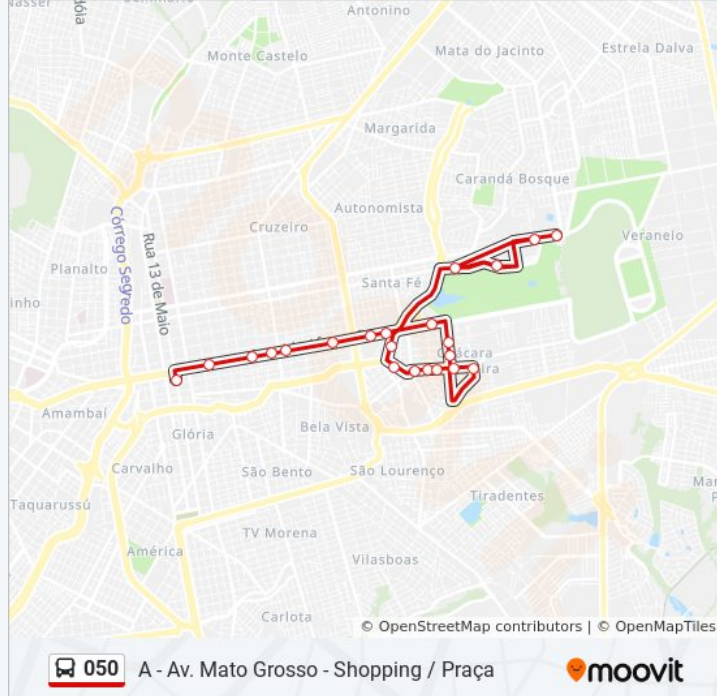 Antonino
Monte Castelo
Mata do Jacinto
Estrela Dalva
Margarida
Carandá Bosque
Autonomista
Cruzeiro
Veraneio
Córrego Segredo
Rua 13 de Maio
Planalto
Santa Fé
Amambaí
Glória
Bela Vista
Carvalho
São Bento
São Lourenço
Tiradentes
Taquarussú
TV Morena
América
Vilasboas
Carlota
© OpenStreetMap contributors | © OpenMapTiles
050 A - Av. Mato Grosso - Shopping / Praça
moovit